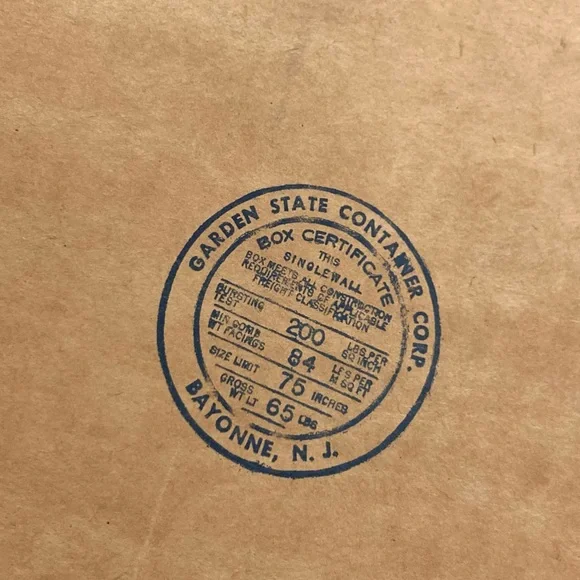 GARDEN STATE CONTAINER CORP.
BOX CERTIFICATE
THIS
SINGLEWALL
BOX MEETS ALL CONSTRUCTION
REQUIREMENTS OF APPLICABLE
FREIGHT CLASSIFICATION
BURSTING TEST 200 LBS PER SQ INCH
MIN COMB WT FACINGS 84 LFS PER M SQ FT
SIZE LIMIT 75 INCHES
GROSS WT LT 65 LBS
BAYONNE, N. J.